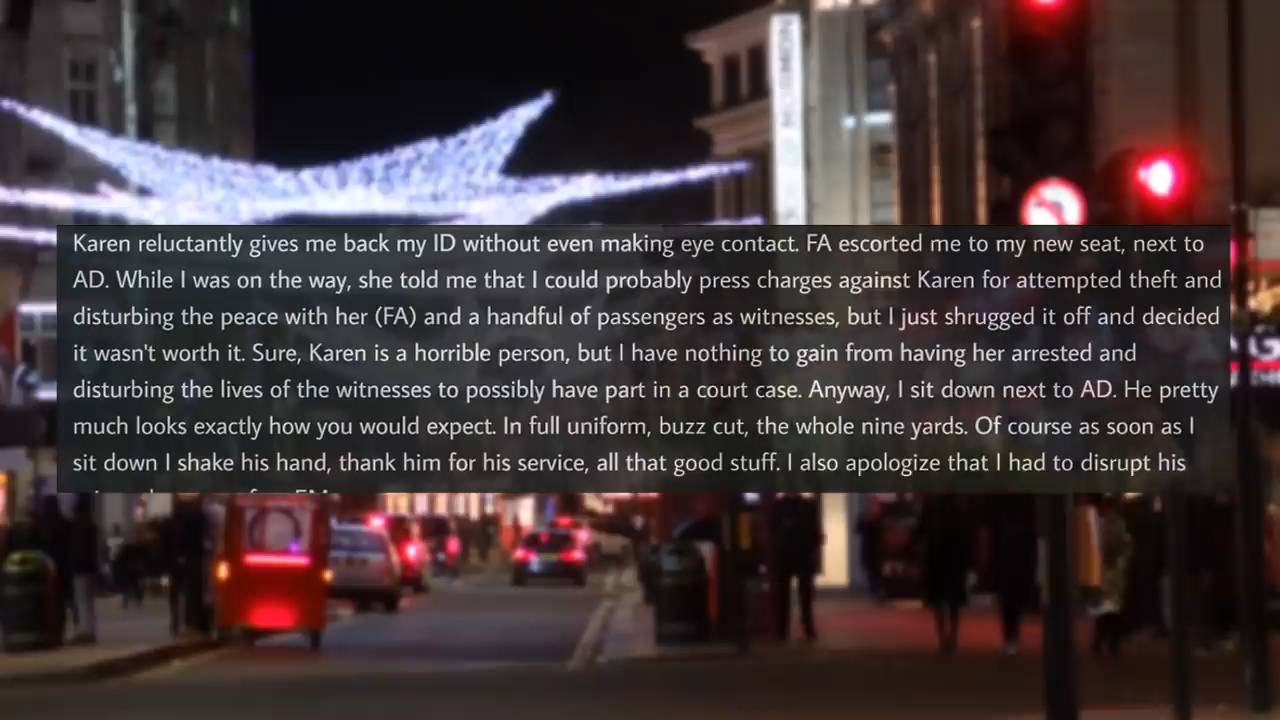 Karen reluctantly gives me back my ID without even making eye contact. FA escorted me to my new seat, next to
AD. While I was on the way, she told me that I could probably press charges against Karen for attempted theft and
disturbing the peace with her (FA) and a handful of passengers as witnesses, but I just shrugged it off and decided
it wasn't worth it. Sure, Karen is a horrible person, but I have nothing to gain from having her arrested and
disturbing the lives of the witnesses to possibly have part in a court case. Anyway, I sit down next to AD. He pretty
much looks exactly how you would expect. In full uniform, buzz cut, the whole nine yards. Of course as soon as I
sit down I shake his hand, thank him for his service, all that good stuff. I also apologize that I had to disrupt his